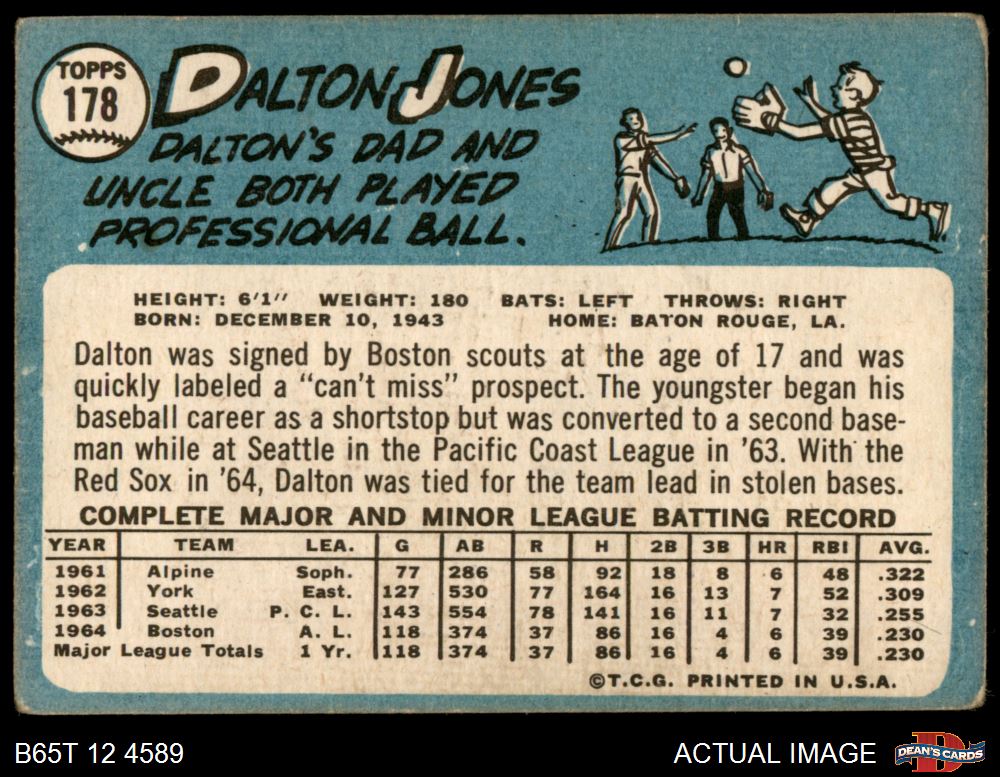 TOPPS
178
DALTON JONES
DALTON'S DAD AND
UNCLE BOTH PLAYED
PROFESSIONAL BALL.
HEIGHT: 6'1" WEIGHT: 180 BATS: LEFT THROWS: RIGHT
BORN: DECEMBER 10, 1943 HOME: BATON ROUGE, LA.
Dalton was signed by Boston scouts at the age of 17 and was
quickly labeled a "can't miss" prospect. The youngster began his
baseball career as a shortstop but was converted to a second base-
man while at Seattle in the Pacific Coast League in '63. With the
Red Sox in '64, Dalton was tied for the team lead in stolen bases.
COMPLETE MAJOR AND MINOR LEAGUE BATTING RECORD
YEAR TEAM LEA. G AB R H 2B 3B HR RBI AVG.
1961 Alpine Soph. 77 286 58 92 18 8 6 48 .322
1962 York East. 127 530 77 164 16 13 7 52 .309
1963 Seattle P. C. L. 143 554 78 141 16 11 7 32 .255
1964 Boston A. L. 118 374 37 86 16 4 6 39 .230
Major League Totals 1 Yr. 118 374 37 86 16 4 6 39 .230
©T.C.G. PRINTED IN U.S.A.
B65T 12 4589 ACTUAL IMAGE DEAN'S CARDS